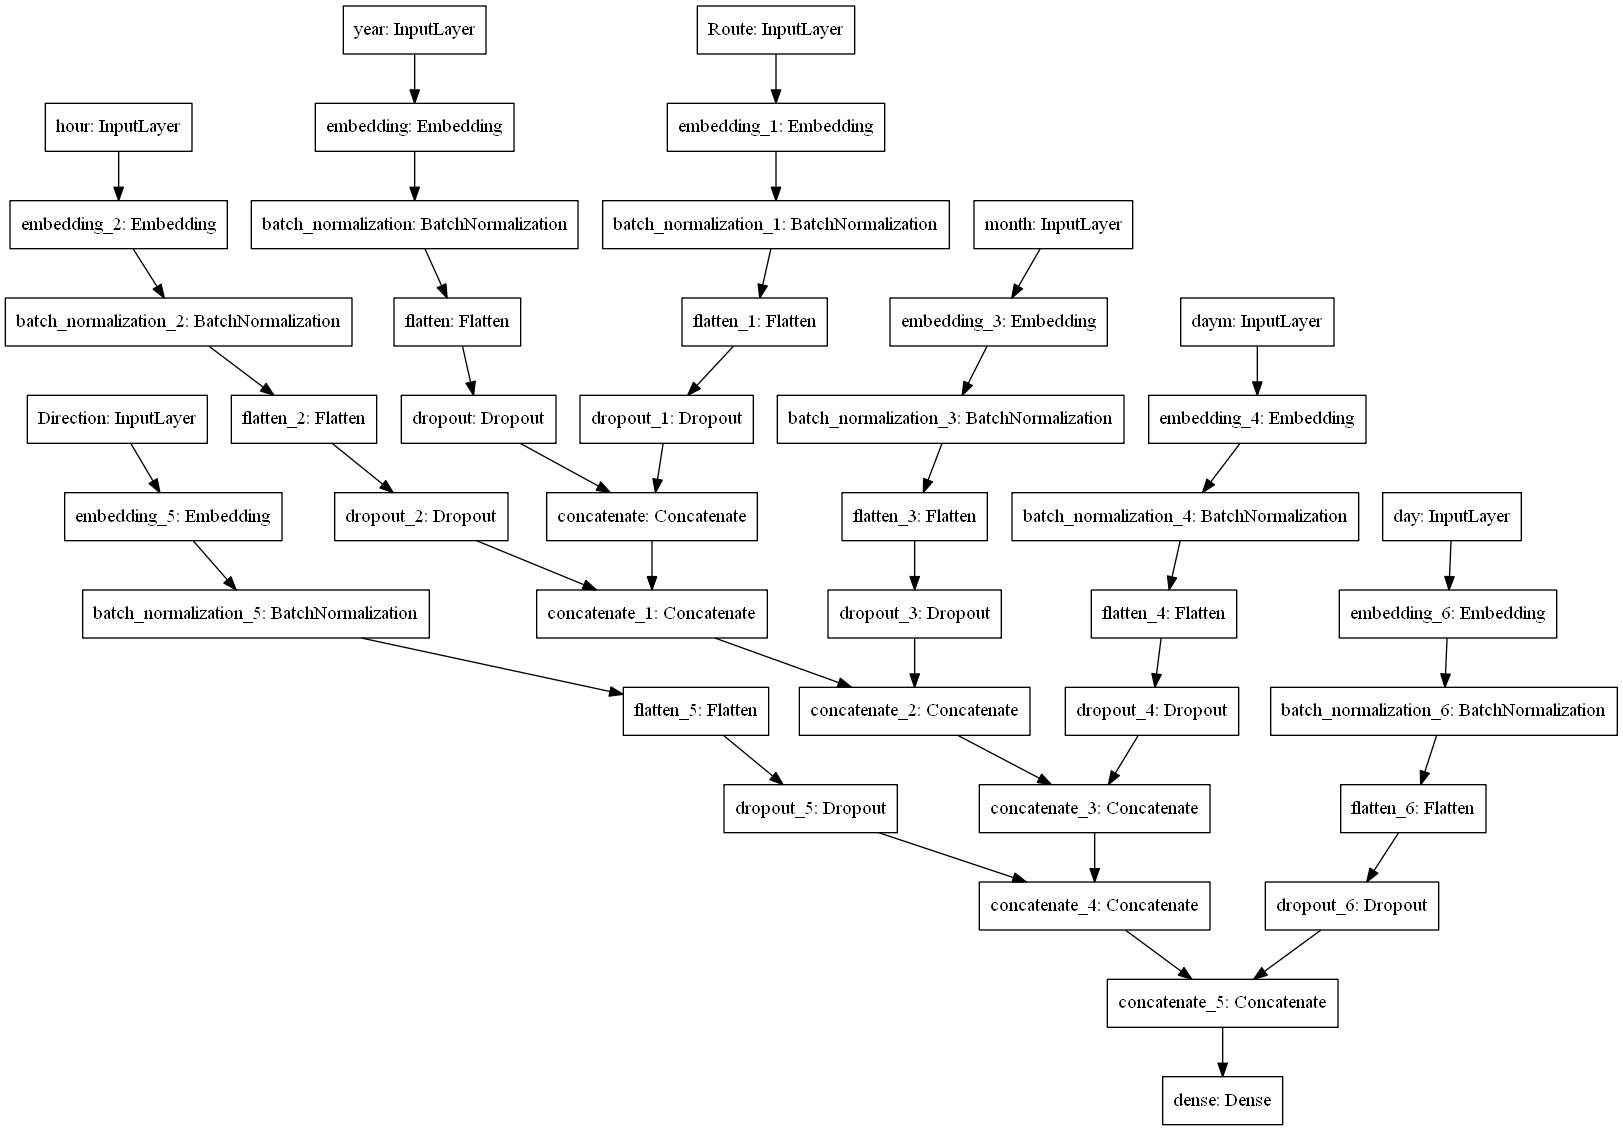 year: InputLayer
Route: InputLayer
hour: InputLayer
embedding: Embedding
embedding_1: Embedding
embedding_2: Embedding
batch_normalization: BatchNormalization
batch_normalization_1: BatchNormalization
month: InputLayer
batch_normalization_2: BatchNormalization
flatten: Flatten
flatten_1: Flatten
embedding_3: Embedding
daym: InputLayer
Direction: InputLayer
flatten_2: Flatten
dropout: Dropout
dropout_1: Dropout
batch_normalization_3: BatchNormalization
embedding_4: Embedding
embedding_5: Embedding
dropout_2: Dropout
concatenate: Concatenate
flatten_3: Flatten
batch_normalization_4: BatchNormalization
day: InputLayer
batch_normalization_5: BatchNormalization
concatenate_1: Concatenate
dropout_3: Dropout
flatten_4: Flatten
embedding_6: Embedding
flatten_5: Flatten
concatenate_2: Concatenate
dropout_4: Dropout
batch_normalization_6: BatchNormalization
dropout_5: Dropout
concatenate_3: Concatenate
flatten_6: Flatten
concatenate_4: Concatenate
dropout_6: Dropout
concatenate_5: Concatenate
dense: Dense